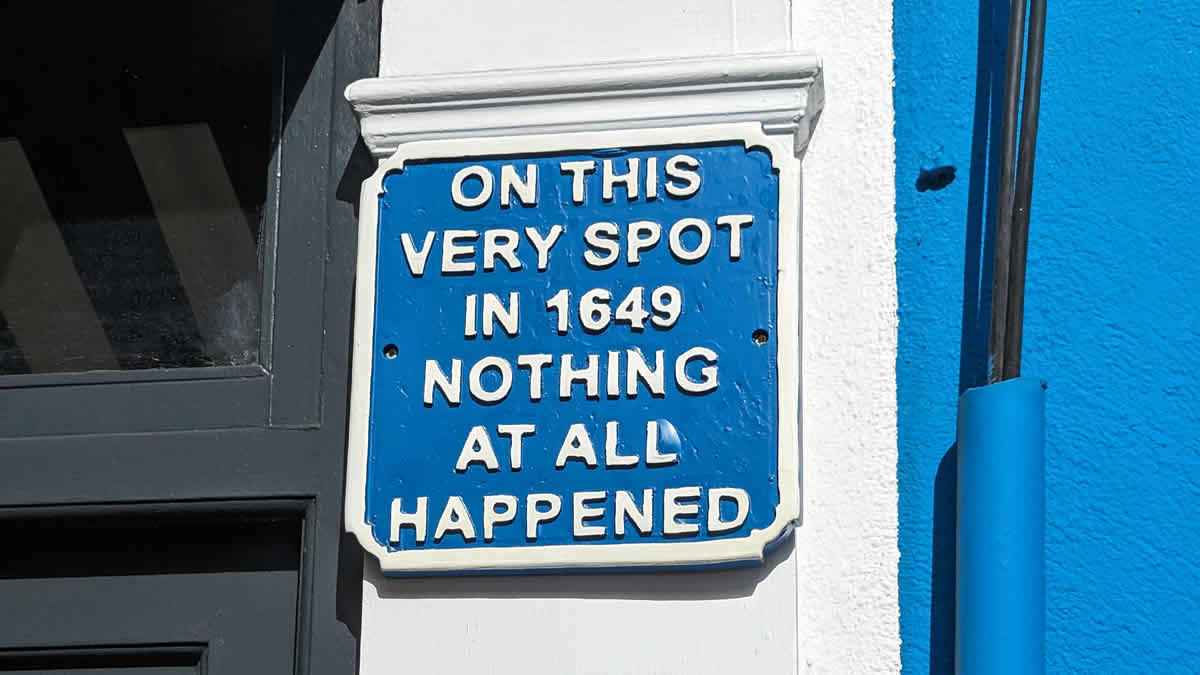 ON THIS
VERY SPOT
IN 1649
NOTHING
AT ALL
HAPPENED